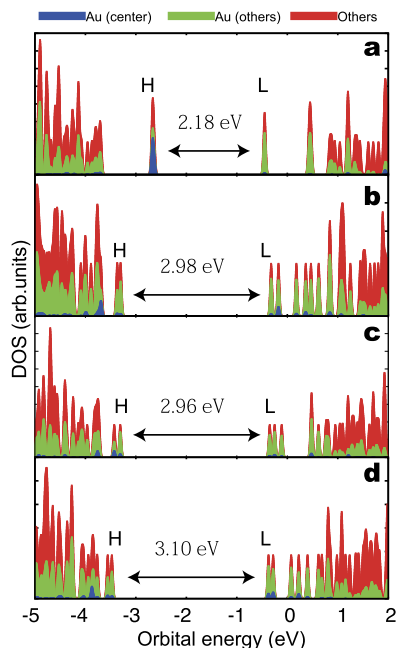 Au (center) Au (others) Others
a
H L
2.18 eV
b
H L
2.98 eV
c
H L
2.96 eV
d
H L
3.10 eV
DOS (arb.units)
-5 -4 -3 -2 -1 0 1 2
Orbital energy (eV)